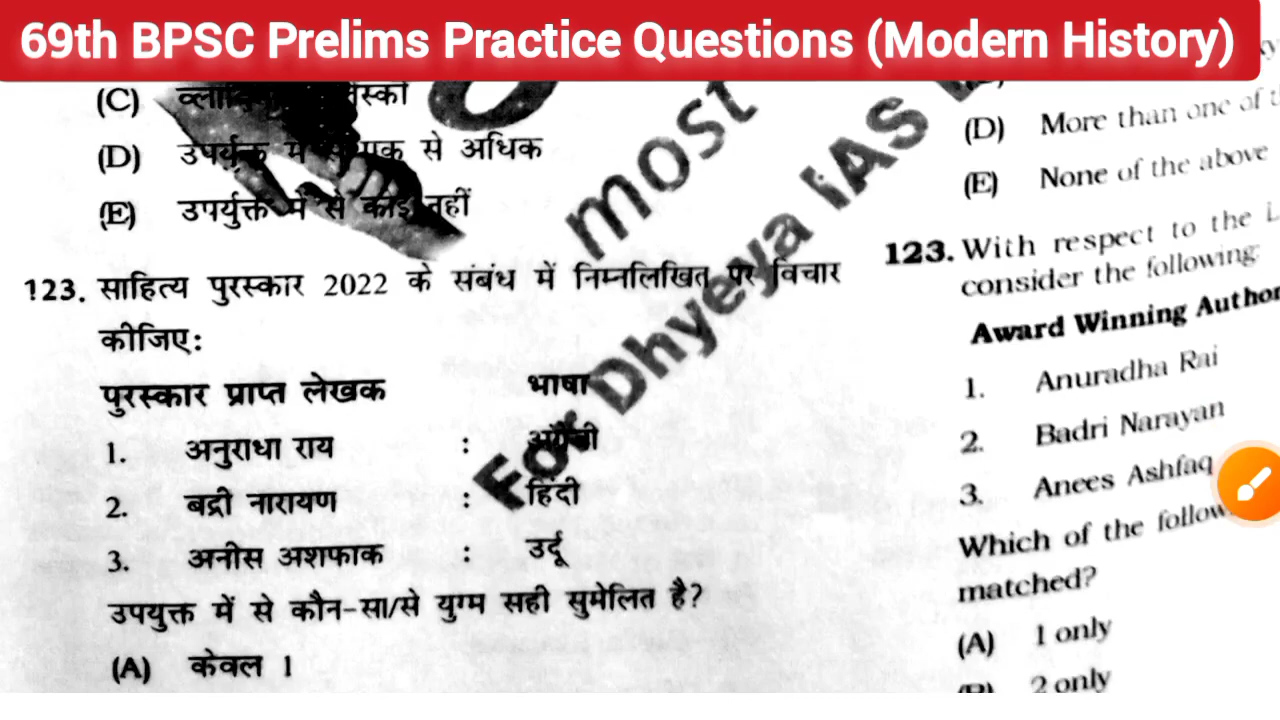 69th BPSC Prelims Practice Questions (Modern History)
(C)
(D) उपर्युक्त में से एक से अधिक
(E) उपर्युक्त में से कोई नहीं
123. साहित्य पुरस्कार 2022 के संबंध में निम्नलिखित पर विचार
कीजिए:
पुरस्कार प्राप्त लेखक भाषा
1. अनुराधा राय :
2. बद्री नारायण : हिंदी
3. अनीस अशफाक : उर्दू
उपयुक्त में से कौन-सा/से युग्म सही सुमेलित है?
(A) केवल 1
most
For Dhyeya IAS
(D) More than one of
(E) None of the above
123. With respect to the
consider the following:
Award Winning Author
1. Anuradha Rai
2. Badri Narayan
3. Anees Ashfaq
Which of the follow
matched?
(A) 1 only
2 only